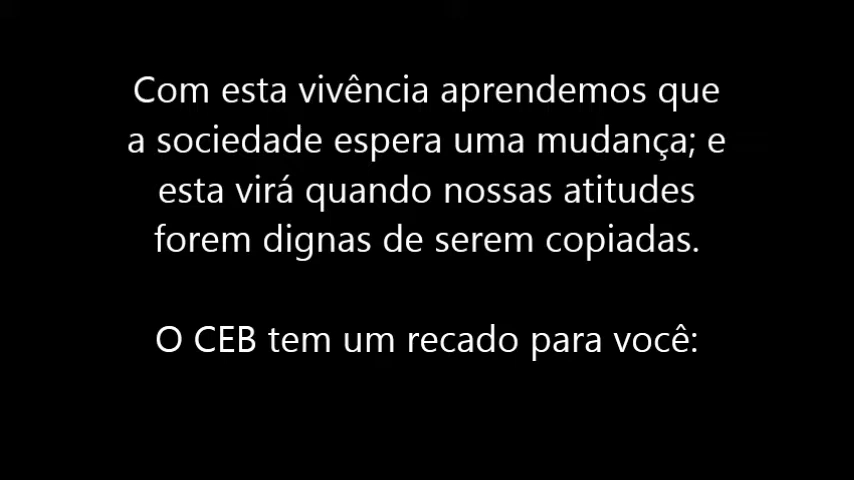 Com esta vivência aprendemos que
a sociedade espera uma mudança; e
esta virá quando nossas atitudes
forem dignas de serem copiadas.
O CEB tem um recado para você: